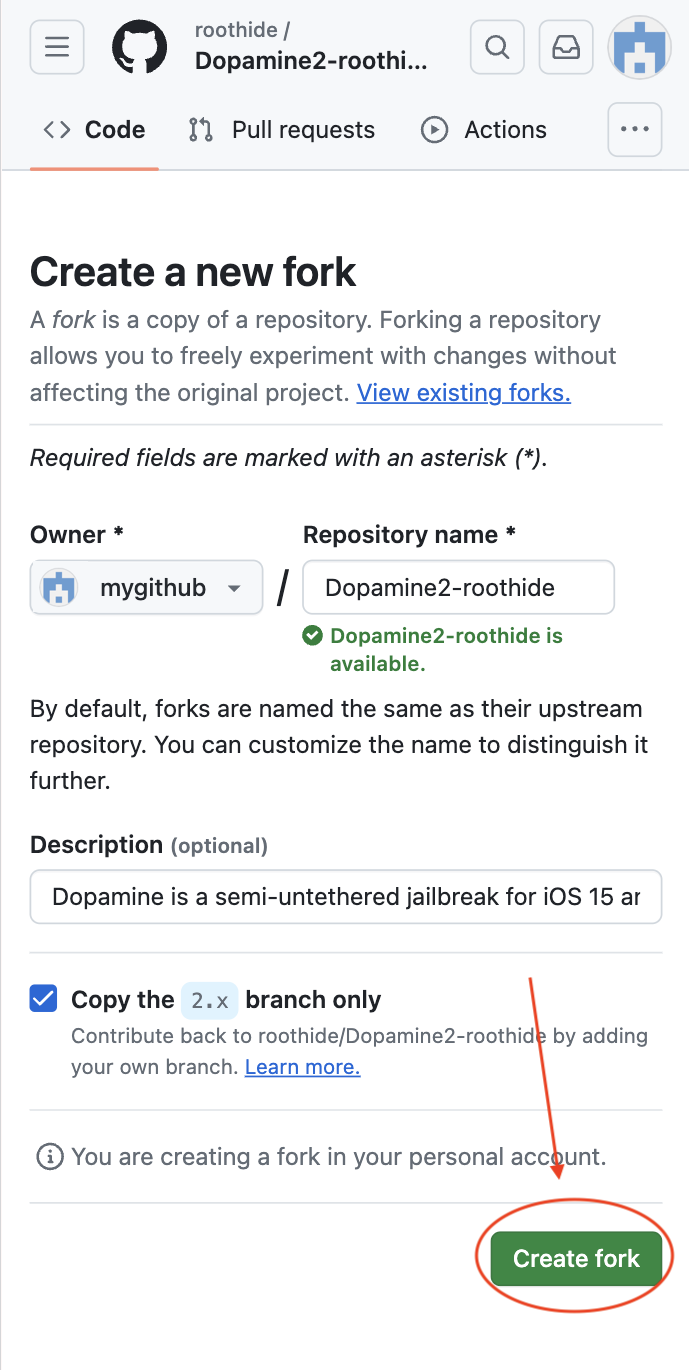 roothide /
Dopamine2-roothi...
Code
Pull requests
Actions
Create a new fork
A fork is a copy of a repository. Forking a repository
allows you to freely experiment with changes without
affecting the original project. View existing forks.
Required fields are marked with an asterisk (*).
Owner *
Repository name *
mygithub
/
Dopamine2-roothide
Dopamine2-roothide is
available.
By default, forks are named the same as their upstream
repository. You can customize the name to distinguish it
further.
Description (optional)
Dopamine is a semi-untethered jailbreak for iOS 15 ar
Copy the 2.x branch only
Contribute back to roothide/Dopamine2-roothide by adding
your own branch. Learn more.
You are creating a fork in your personal account.
Create fork